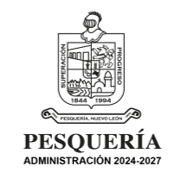 SUPERACIÓN
PROGRESO
1844 1994
PESQUERÍA, NUEVO LEÓN
PESQUERÍA
ADMINISTRACIÓN 2024-2027